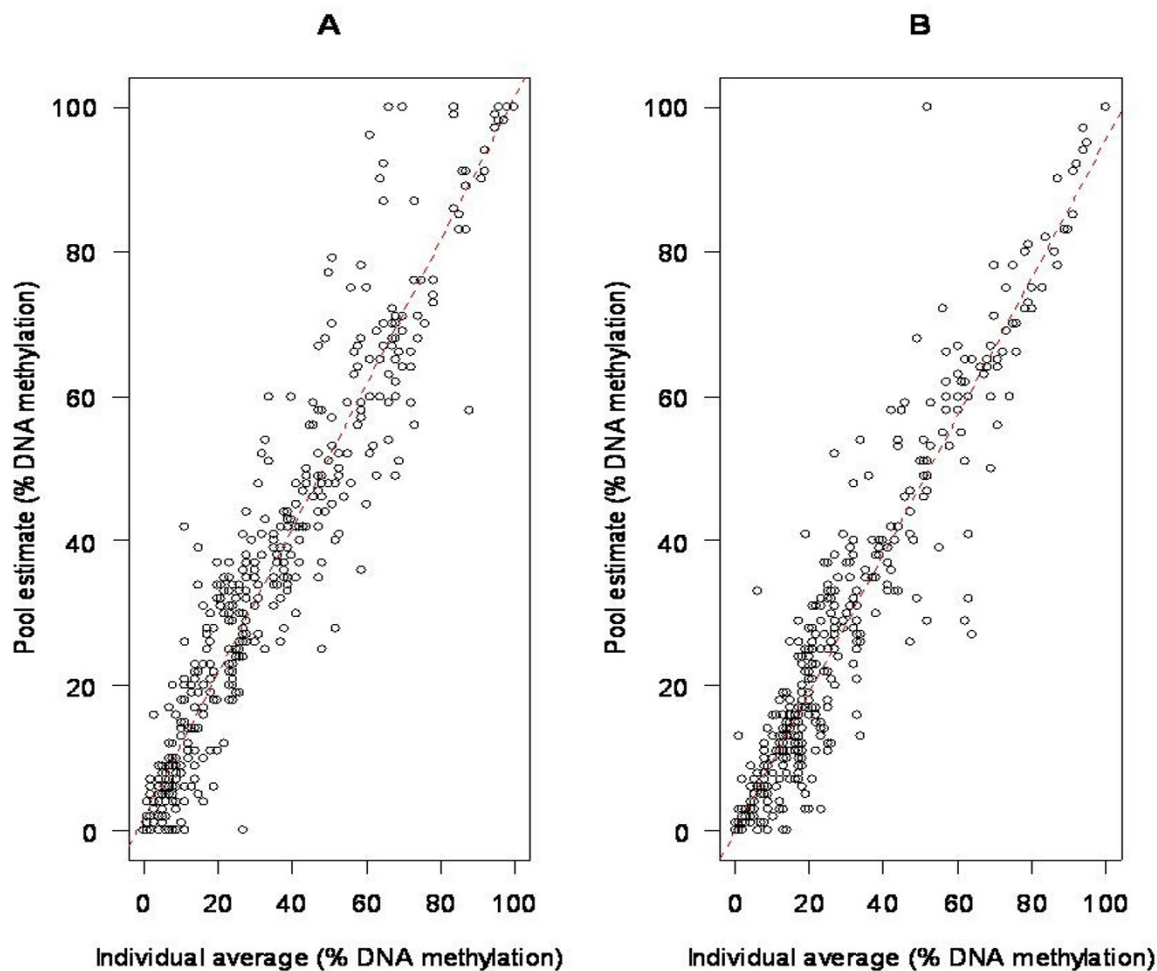 A
B
100
80
60
40
20
0
Pool estimate (% DNA methylation)
0 20 40 60 80 100
Individual average (% DNA methylation)
100
80
60
40
20
0
Pool estimate (% DNA methylation)
0 20 40 60 80 100
Individual average (% DNA methylation)